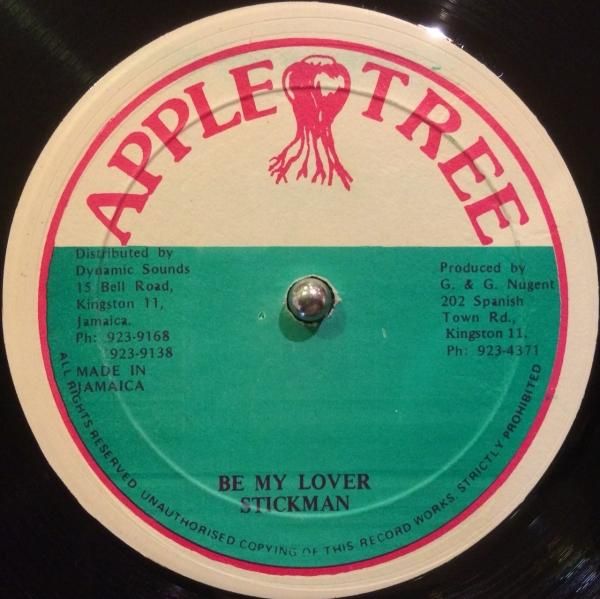 APPLE TREE
Distributed by
Dynamic Sounds
15 Bell Road,
Kingston 11,
Jamaica.
Ph: 923-9168
923-9138
MADE IN
JAMAICA
Produced by
G. & G. Nugent
202 Spanish
Town Rd.,
Kingston 11.
Ph: 923-4371
BE MY LOVER
STICKMAN
ALL RIGHTS RESERVED. UNAUTHORISED COPYING OF THIS RECORD WORKS, STRICTLY PROHIBITED